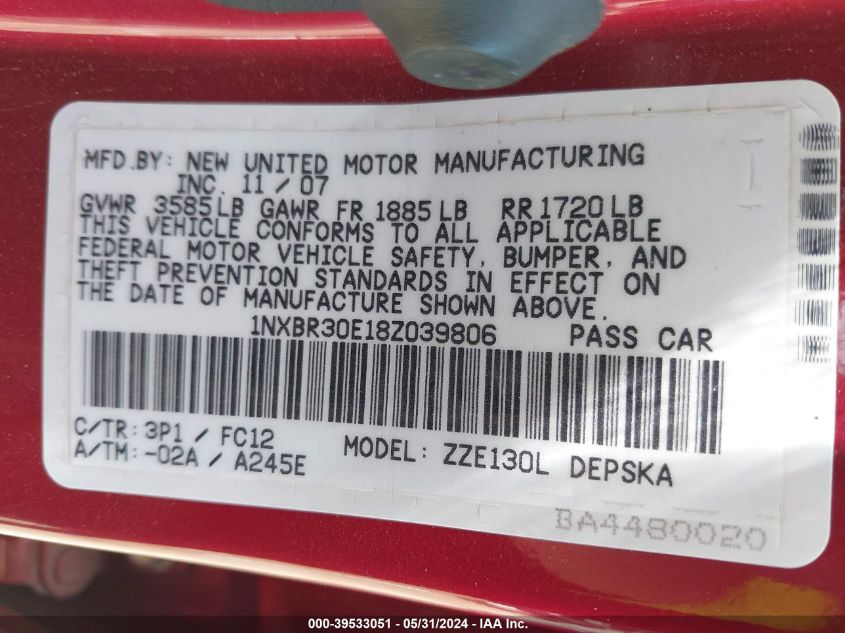 MFD.BY: NEW UNITED MOTOR MANUFACTURING
INC. 11 / 07
GVWR 3585LB GAWR FR 1885 LB RR 1720 LB
THIS VEHICLE CONFORMS TO ALL APPLICABLE
FEDERAL MOTOR VEHICLE SAFETY, BUMPER, AND
THEFT PREVENTION STANDARDS IN EFFECT ON
THE DATE OF MANUFACTURE SHOWN ABOVE.
1NXBR30E18Z039806 PASS CAR
C/TR: 3P1 / FC12
A/TM: -02A / A245E
MODEL: ZZE130L DEPSKA
BA4480020
000-39533051 - 05/31/2024 - IAA Inc.